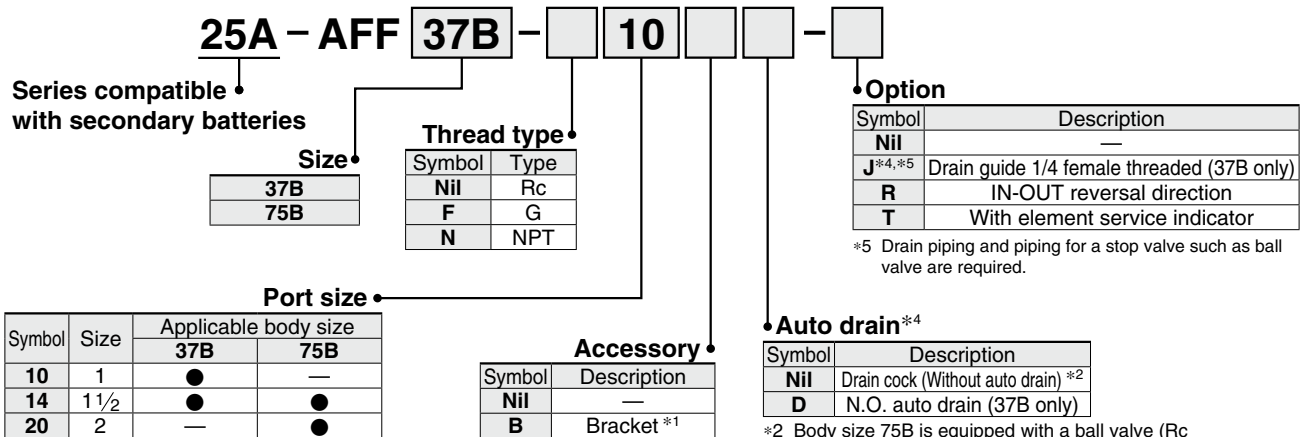 25A – AFF 37B – 10 –
Series compatible
with secondary batteries
Size
37B
75B
Thread type
Symbol Type
Nil Rc
F G
N NPT
Option
Symbol Description
Nil —
J*4,*5 Drain guide 1/4 female threaded (37B only)
R IN-OUT reversal direction
T With element service indicator
*5 Drain piping and piping for a stop valve such as ball
valve are required.
Port size
Symbol Size Applicable body size
37B 75B
10 1 ● —
14 1 1/2 ● ●
20 2 — ●
Accessory
Symbol Description
Nil —
B Bracket *1
Auto drain*4
Symbol Description
Nil Drain cock (Without auto drain) *2
D N.O. auto drain (37B only)
*2 Body size 75B is equipped with a ball valve (Rc